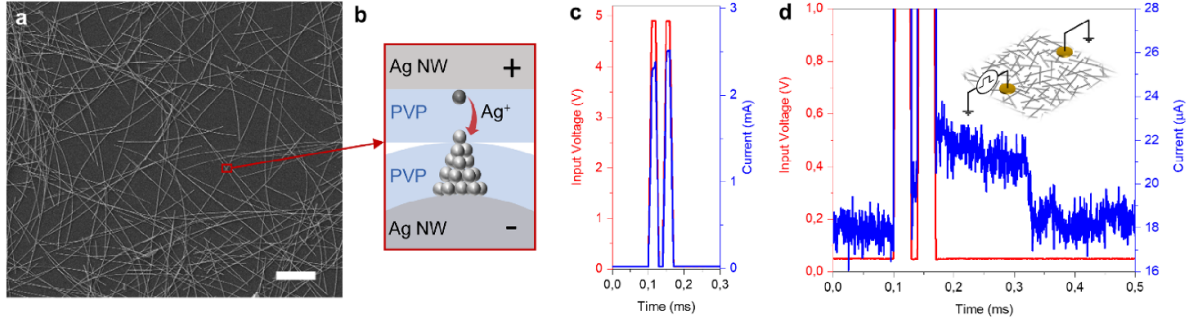 a
b
Ag NW +
PVP
Ag⁺
PVP
Ag NW -
c
5
4
3
2
1
0
Input Voltage (V)
3
2
1
0
Current (mA)
0,0 0,1 0,2 0,3
Time (ms)
d
1,0
0,8
0,6
0,4
0,2
0,0
Input Voltage (V)
28
26
24
22
20
18
16
Current (µA)
0,0 0,1 0,2 0,3 0,4 0,5
Time (ms)